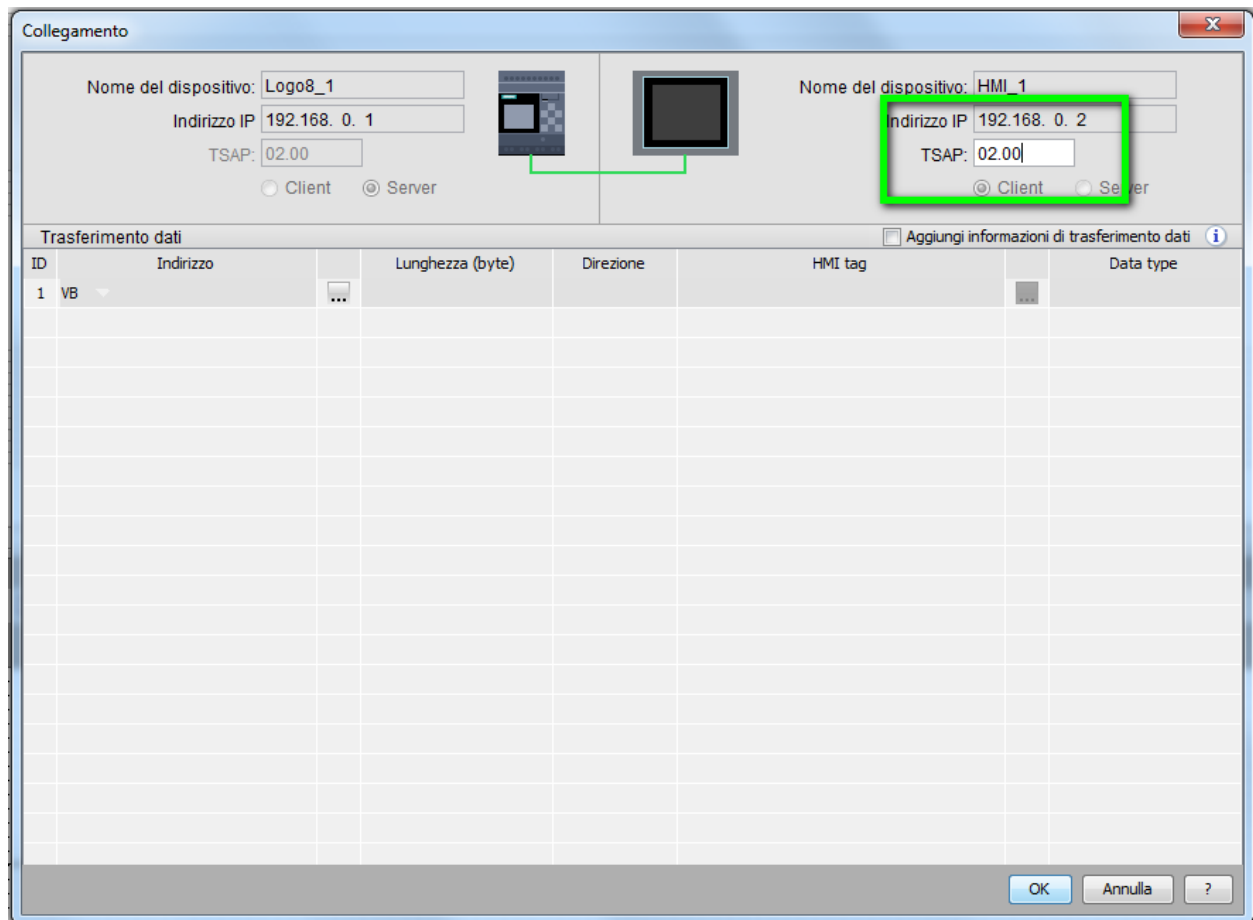 Collegamento
Nome del dispositivo: Logo8_1
Indirizzo IP 192.168. 0. 1
TSAP: 02.00
Client Server
Nome del dispositivo: HMI_1
Indirizzo IP 192.168. 0. 2
TSAP: 02.00
Client Server
Trasferimento dati
Aggiungi informazioni di trasferimento dati i
ID Indirizzo Lunghezza (byte) Direzione HMI tag Data type
1 VB ... ...
OK Annulla ?